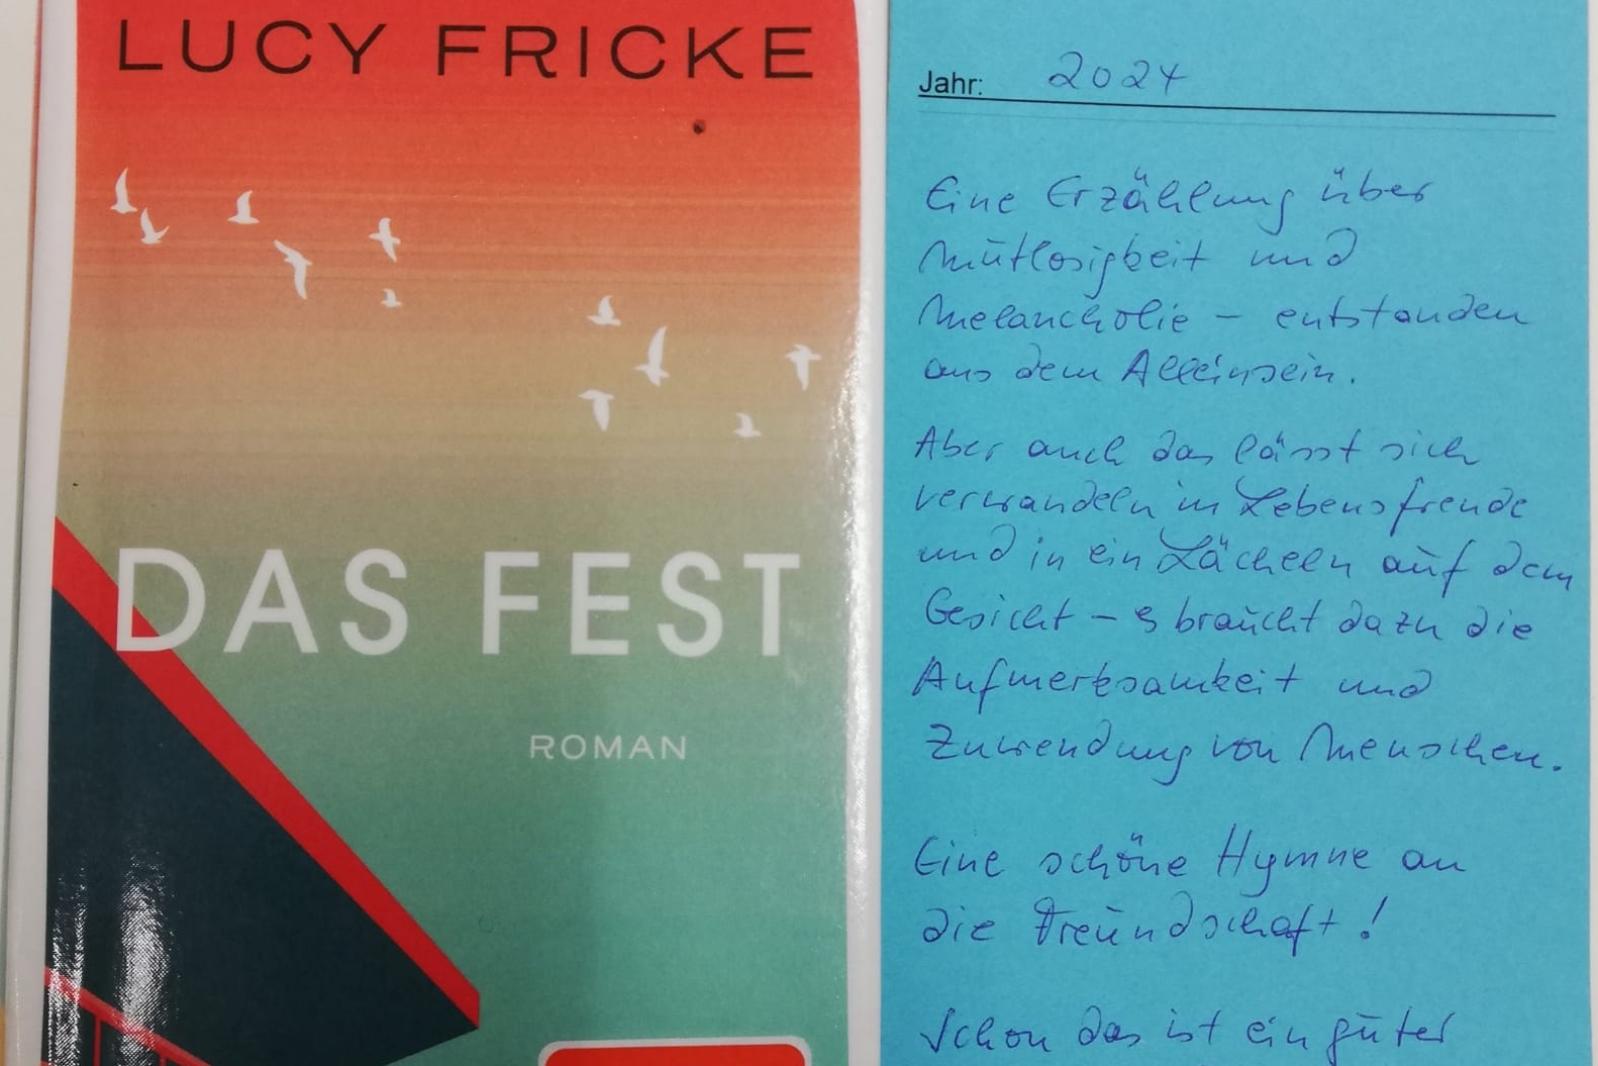 LUCY FRICKE
DAS FEST
ROMAN
Jahr: 2024
Eine Erzählung über
Mutlosigkeit und
Melancholie - entstanden
aus dem Alleinsein.
Aber auch das lässt sich
verwandeln in Lebensfreude
und in ein Lächeln auf dem
Gesicht - es braucht dazu die
Aufmerksamkeit und
Zuwendung von Menschen.
Eine schöne Hymne an
die Freundschaft!
Schon das ist ein guter